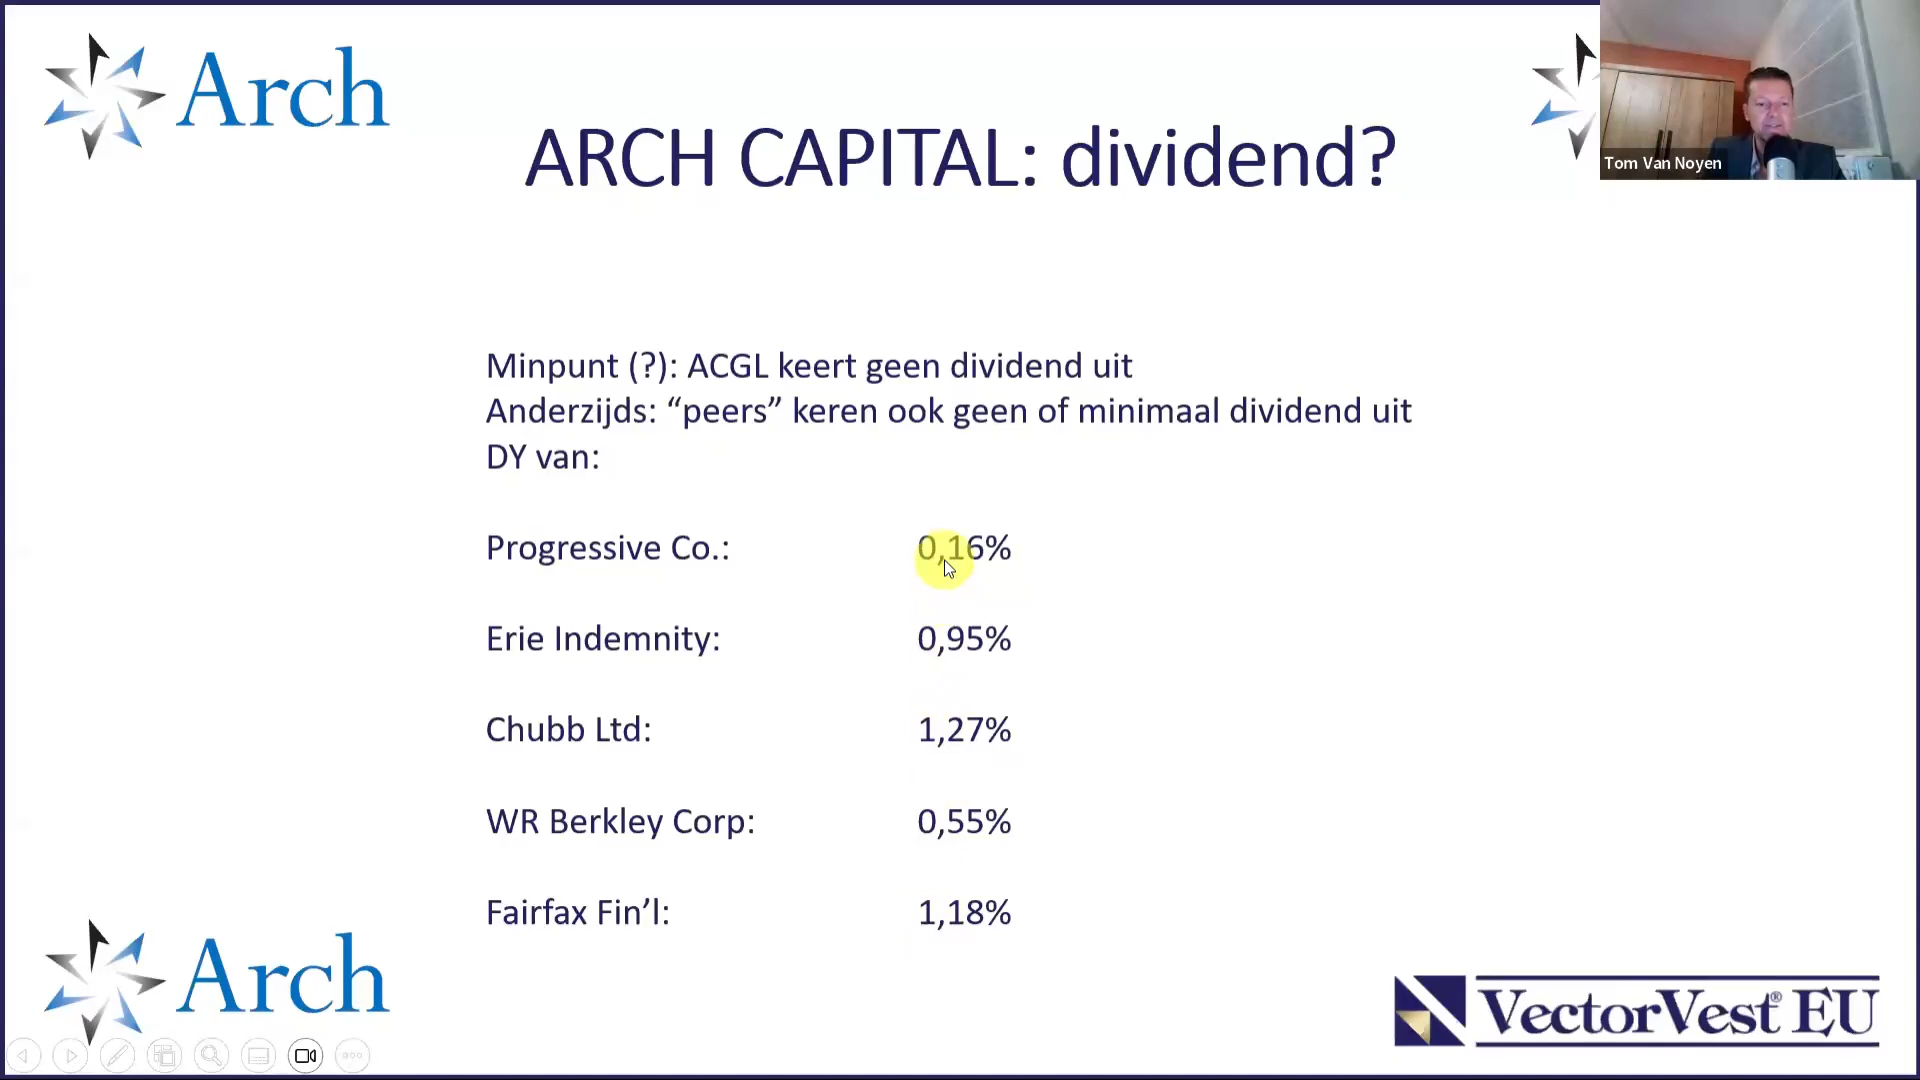 Arch
Tom Van Noyen
ARCH CAPITAL: dividend?
Minpunt (?): ACGL keert geen dividend uit
Anderzijds: “peers” keren ook geen of minimaal dividend uit
DY van:
Progressive Co.: 0,16%
Erie Indemnity: 0,95%
Chubb Ltd: 1,27%
WR Berkley Corp: 0,55%
Fairfax Fin’l: 1,18%
Arch
VectorVest® EU